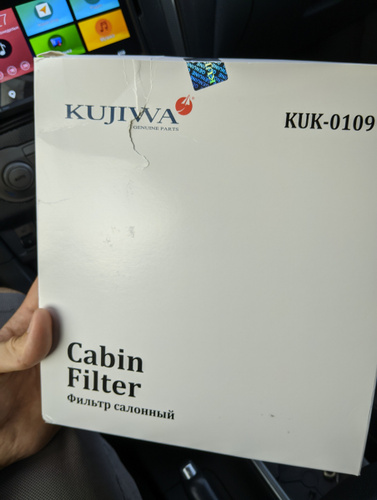 KUJIWA
GENUINE PARTS
KUK-0109
Cabin
Filter
Фильтр салонный